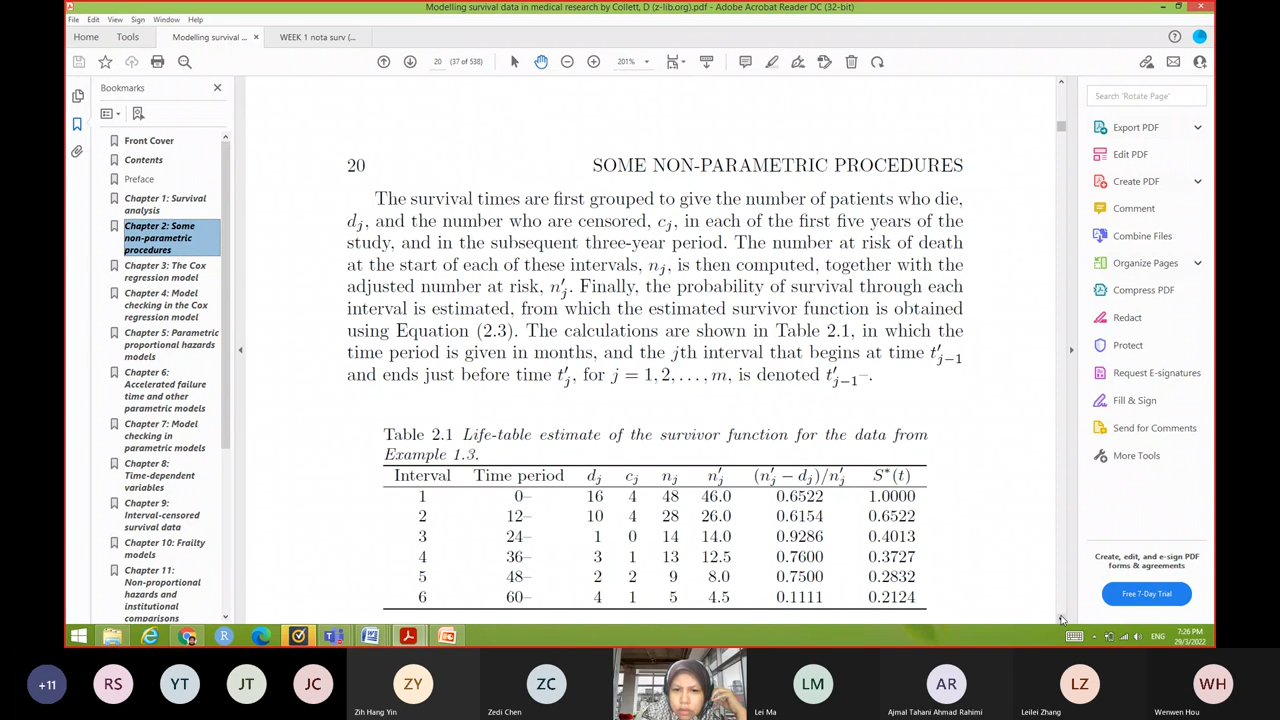 Modelling survival data in medical research by Collett, D (z-lib.org).pdf - Adobe Acrobat Reader DC (32-bit)
File Edit View Sign Window Help
Home Tools Modelling survival ... × WEEK 1 nota surv (...
20 (37 of 538) 201%
Bookmarks
Front Cover
Contents
Preface
Chapter 1: Survival
analysis
Chapter 2: Some
non-parametric
procedures
Chapter 3: The Cox
regression model
Chapter 4: Model
checking in the Cox
regression model
Chapter 5: Parametric
proportional hazards
models
Chapter 6:
Accelerated failure
time and other
parametric models
Chapter 7: Model
checking in
parametric models
Chapter 8:
Time-dependent
variables
Chapter 9:
Interval-censored
survival data
Chapter 10: Frailty
models
Chapter 11:
Non-proportional
hazards and
institutional
comparisons
20 SOME NON-PARAMETRIC PROCEDURES
The survival times are first grouped to give the number of patients who die,
d_j, and the number who are censored, c_j, in each of the first five years of the
study, and in the subsequent three-year period. The number at risk of death
at the start of each of these intervals, n_j, is then computed, together with the
adjusted number at risk, n′_j. Finally, the probability of survival through each
interval is estimated, from which the estimated survivor function is obtained
using Equation (2.3). The calculations are shown in Table 2.1, in which the
time period is given in months, and the jth interval that begins at time t′_{j−1}
and ends just before time t′_j, for j = 1, 2, . . . , m, is denoted t′_{j−1}–.
Table 2.1 Life-table estimate of the survivor function for the data from
Example 1.3.
Interval Time period d_j c_j n_j n′_j (n′_j − d_j)/n′_j S*(t)
1 0– 16 4 48 46.0 0.6522 1.0000
2 12– 10 4 28 26.0 0.6154 0.6522
3 24– 1 0 14 14.0 0.9286 0.4013
4 36– 3 1 13 12.5 0.7600 0.3727
5 48– 2 2 9 8.0 0.7500 0.2832
6 60– 4 1 5 4.5 0.1111 0.2124
Search 'Rotate Page'
Export PDF
Edit PDF
Create PDF
Comment
Combine Files
Organize Pages
Compress PDF
Redact
Protect
Request E-signatures
Fill & Sign
Send for Comments
More Tools
Create, edit, and e-sign PDF
forms & agreements
Free 7-Day Trial
ENG
7:26 PM
29/3/2022
+11 RS YT JT JC ZY ZC LM AR LZ WH
Zih Hang Yin Zedi Chen Lei Ma Ajmal Tahani Ahmad Rahimi Leilei Zhang Wenwen Hou